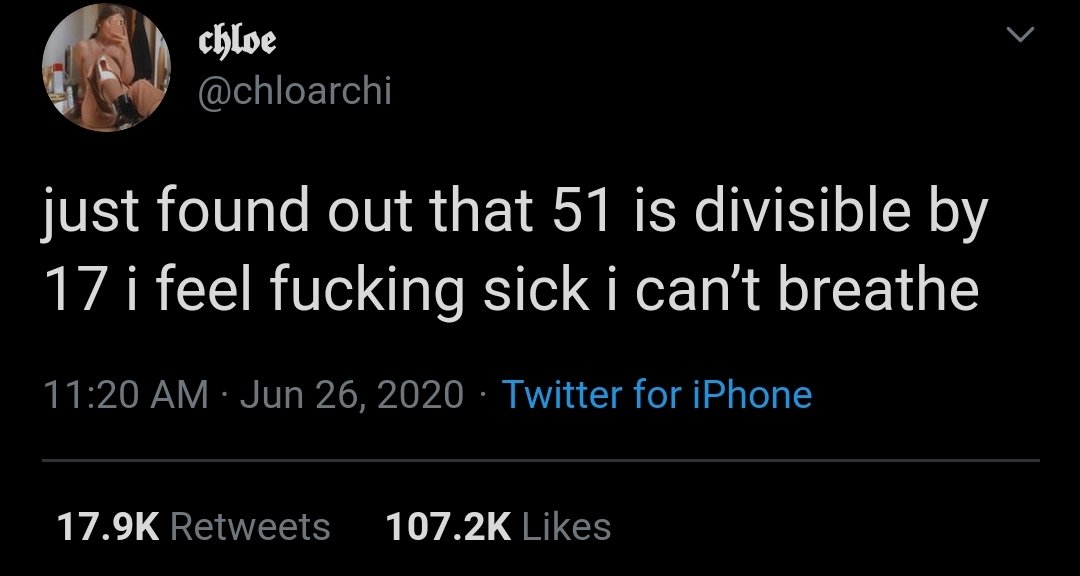 chloe
@chloarchi
just found out that 51 is divisible by
17 i feel fucking sick i can’t breathe
11:20 AM · Jun 26, 2020 · Twitter for iPhone
17.9K Retweets 107.2K Likes